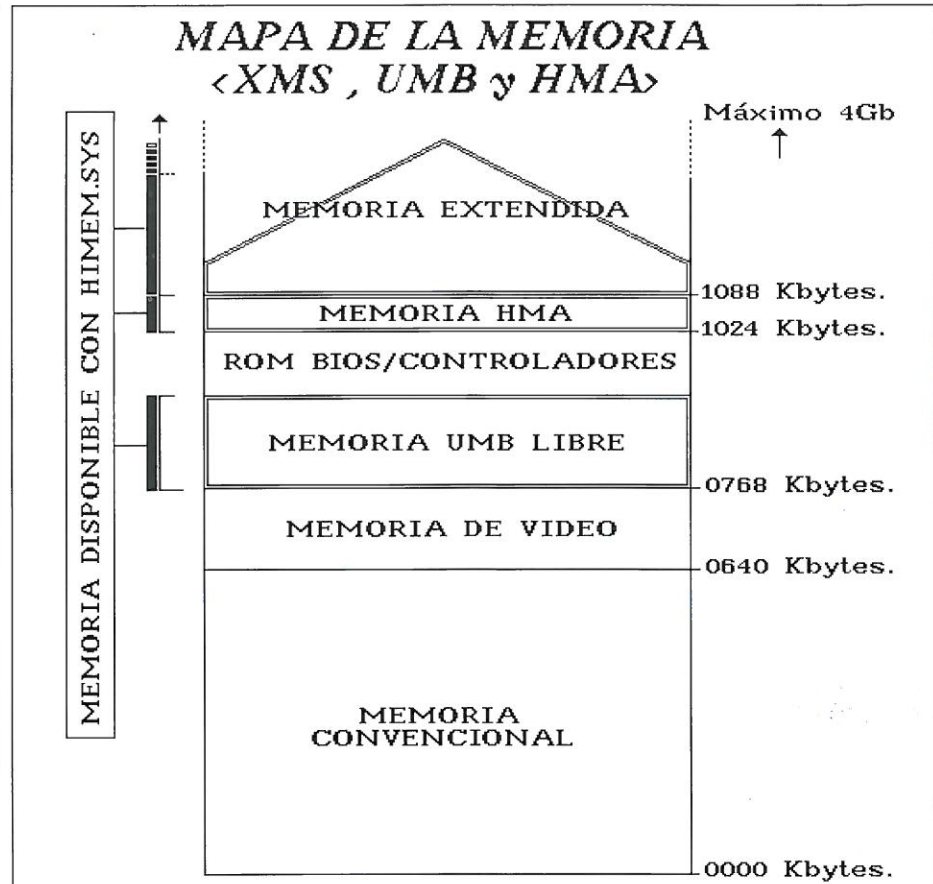 MAPA DE LA MEMORIA
<XMS , UMB y HMA>
Máximo 4Gb
MEMORIA DISPONIBLE CON HIMEM.SYS
MEMORIA EXTENDIDA
1088 Kbytes.
MEMORIA HMA
1024 Kbytes.
ROM BIOS/CONTROLADORES
MEMORIA UMB LIBRE
0768 Kbytes.
MEMORIA DE VIDEO
0640 Kbytes.
MEMORIA
CONVENCIONAL
0000 Kbytes.